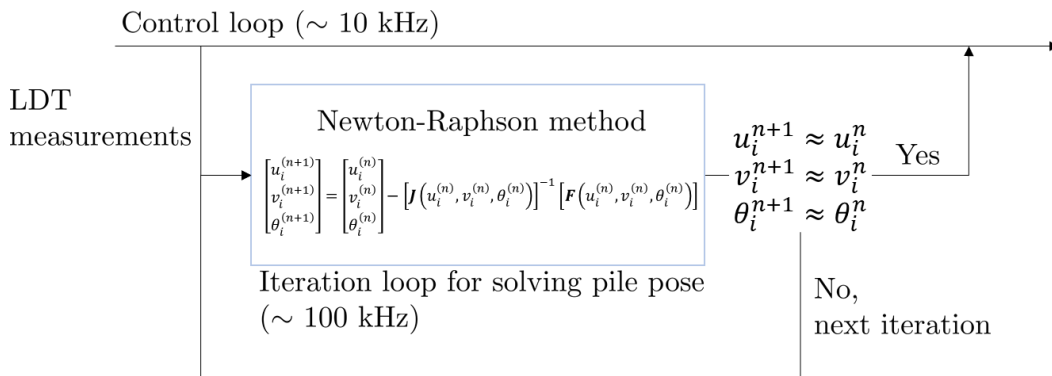 Control loop (∼ 10 kHz)
LDT
measurements
Newton-Raphson method
[u_i^{(n+1)} v_i^{(n+1)} θ_i^{(n+1)}] = [u_i^{(n)} v_i^{(n)} θ_i^{(n)}] − [J(u_i^{(n)}, v_i^{(n)}, θ_i^{(n)})]^{−1} [F(u_i^{(n)}, v_i^{(n)}, θ_i^{(n)})]
u_i^{n+1} ≈ u_i^n
v_i^{n+1} ≈ v_i^n
θ_i^{n+1} ≈ θ_i^n
Yes
Iteration loop for solving pile pose
(∼ 100 kHz)
No,
next iteration